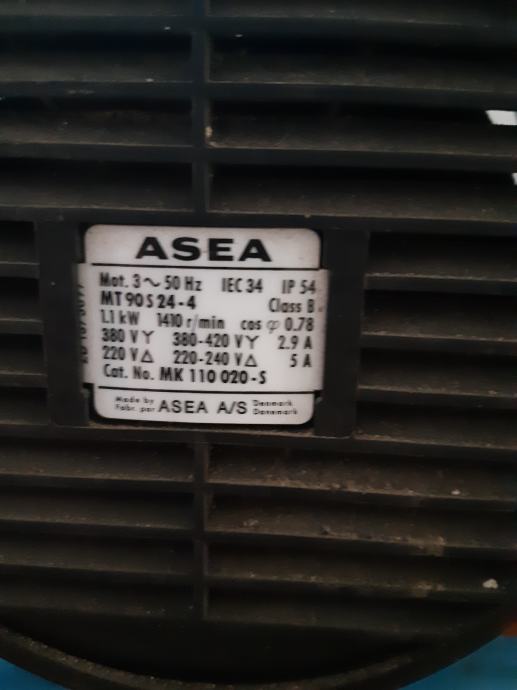 ASEA
Mot. 3~50 Hz IEC 34 IP 54
MT 90 S 24-4 Class B
1.1 kW 1410 r/min cos φ 0.78
380 V Y 380-420 V Y 2.9 A
220 V △ 220-240 V △ 5 A
Cat. No. MK 110 020-S
Made by Fabr. par ASEA A/S Denmark Danemark